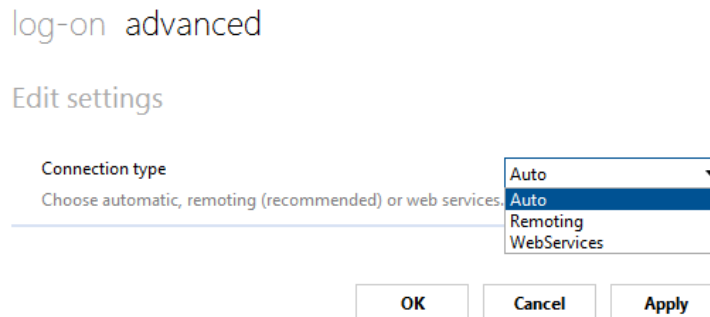 log-on advanced
Edit settings
Connection type
Auto
Choose automatic, remoting (recommended) or web services.
Auto
Remoting
WebServices
OK Cancel Apply